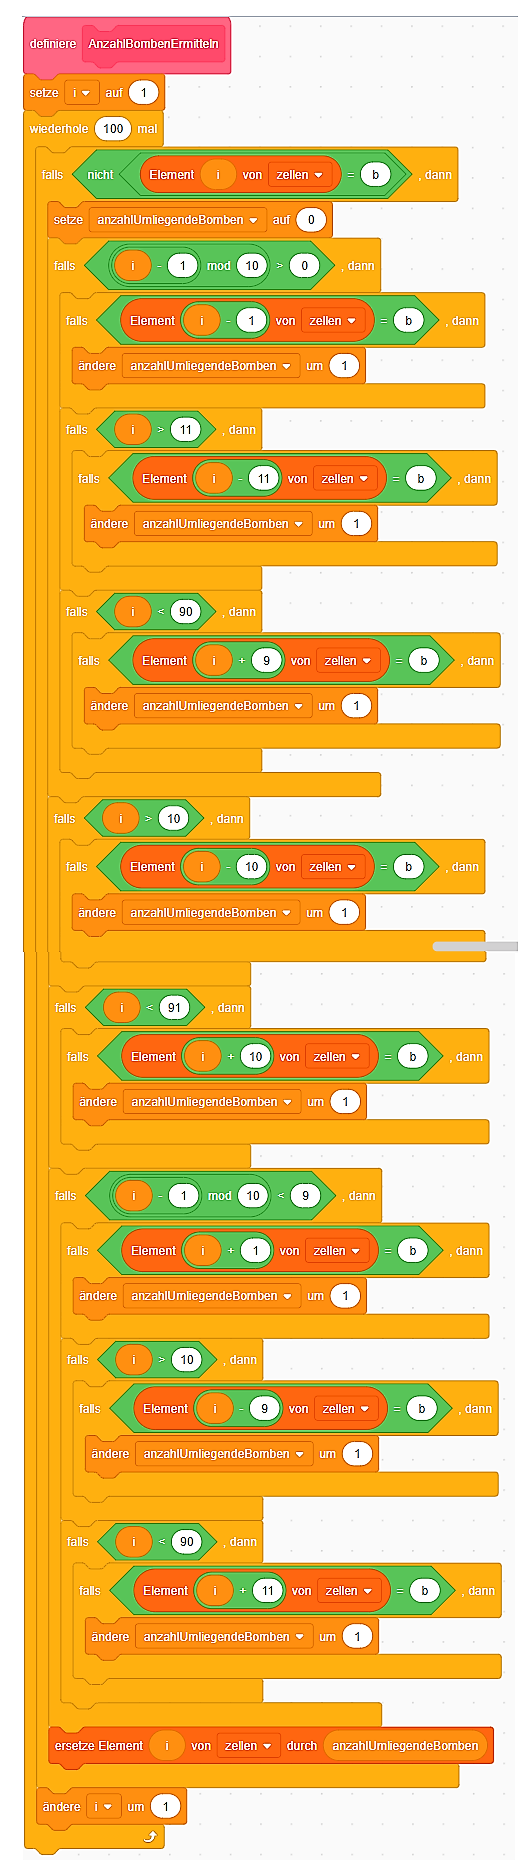 definiere AnzahlBombenErmitteln
setze i auf 1
wiederhole 100 mal
falls nicht Element i von zellen = b , dann
setze anzahlUmliegendeBomben auf 0
falls i - 1 mod 10 > 0 , dann
falls Element i - 1 von zellen = b , dann
ändere anzahlUmliegendeBomben um 1
falls i > 11 , dann
falls Element i - 11 von zellen = b , dann
ändere anzahlUmliegendeBomben um 1
falls i < 90 , dann
falls Element i + 9 von zellen = b , dann
ändere anzahlUmliegendeBomben um 1
falls i > 10 , dann
falls Element i - 10 von zellen = b , dann
ändere anzahlUmliegendeBomben um 1
falls i < 91 , dann
falls Element i + 10 von zellen = b , dann
ändere anzahlUmliegendeBomben um 1
falls i - 1 mod 10 < 9 , dann
falls Element i + 1 von zellen = b , dann
ändere anzahlUmliegendeBomben um 1
falls i > 10 , dann
falls Element i - 9 von zellen = b , dann
ändere anzahlUmliegendeBomben um 1
falls i < 90 , dann
falls Element i + 11 von zellen = b , dann
ändere anzahlUmliegendeBomben um 1
ersetze Element i von zellen durch anzahlUmliegendeBomben
ändere i um 1